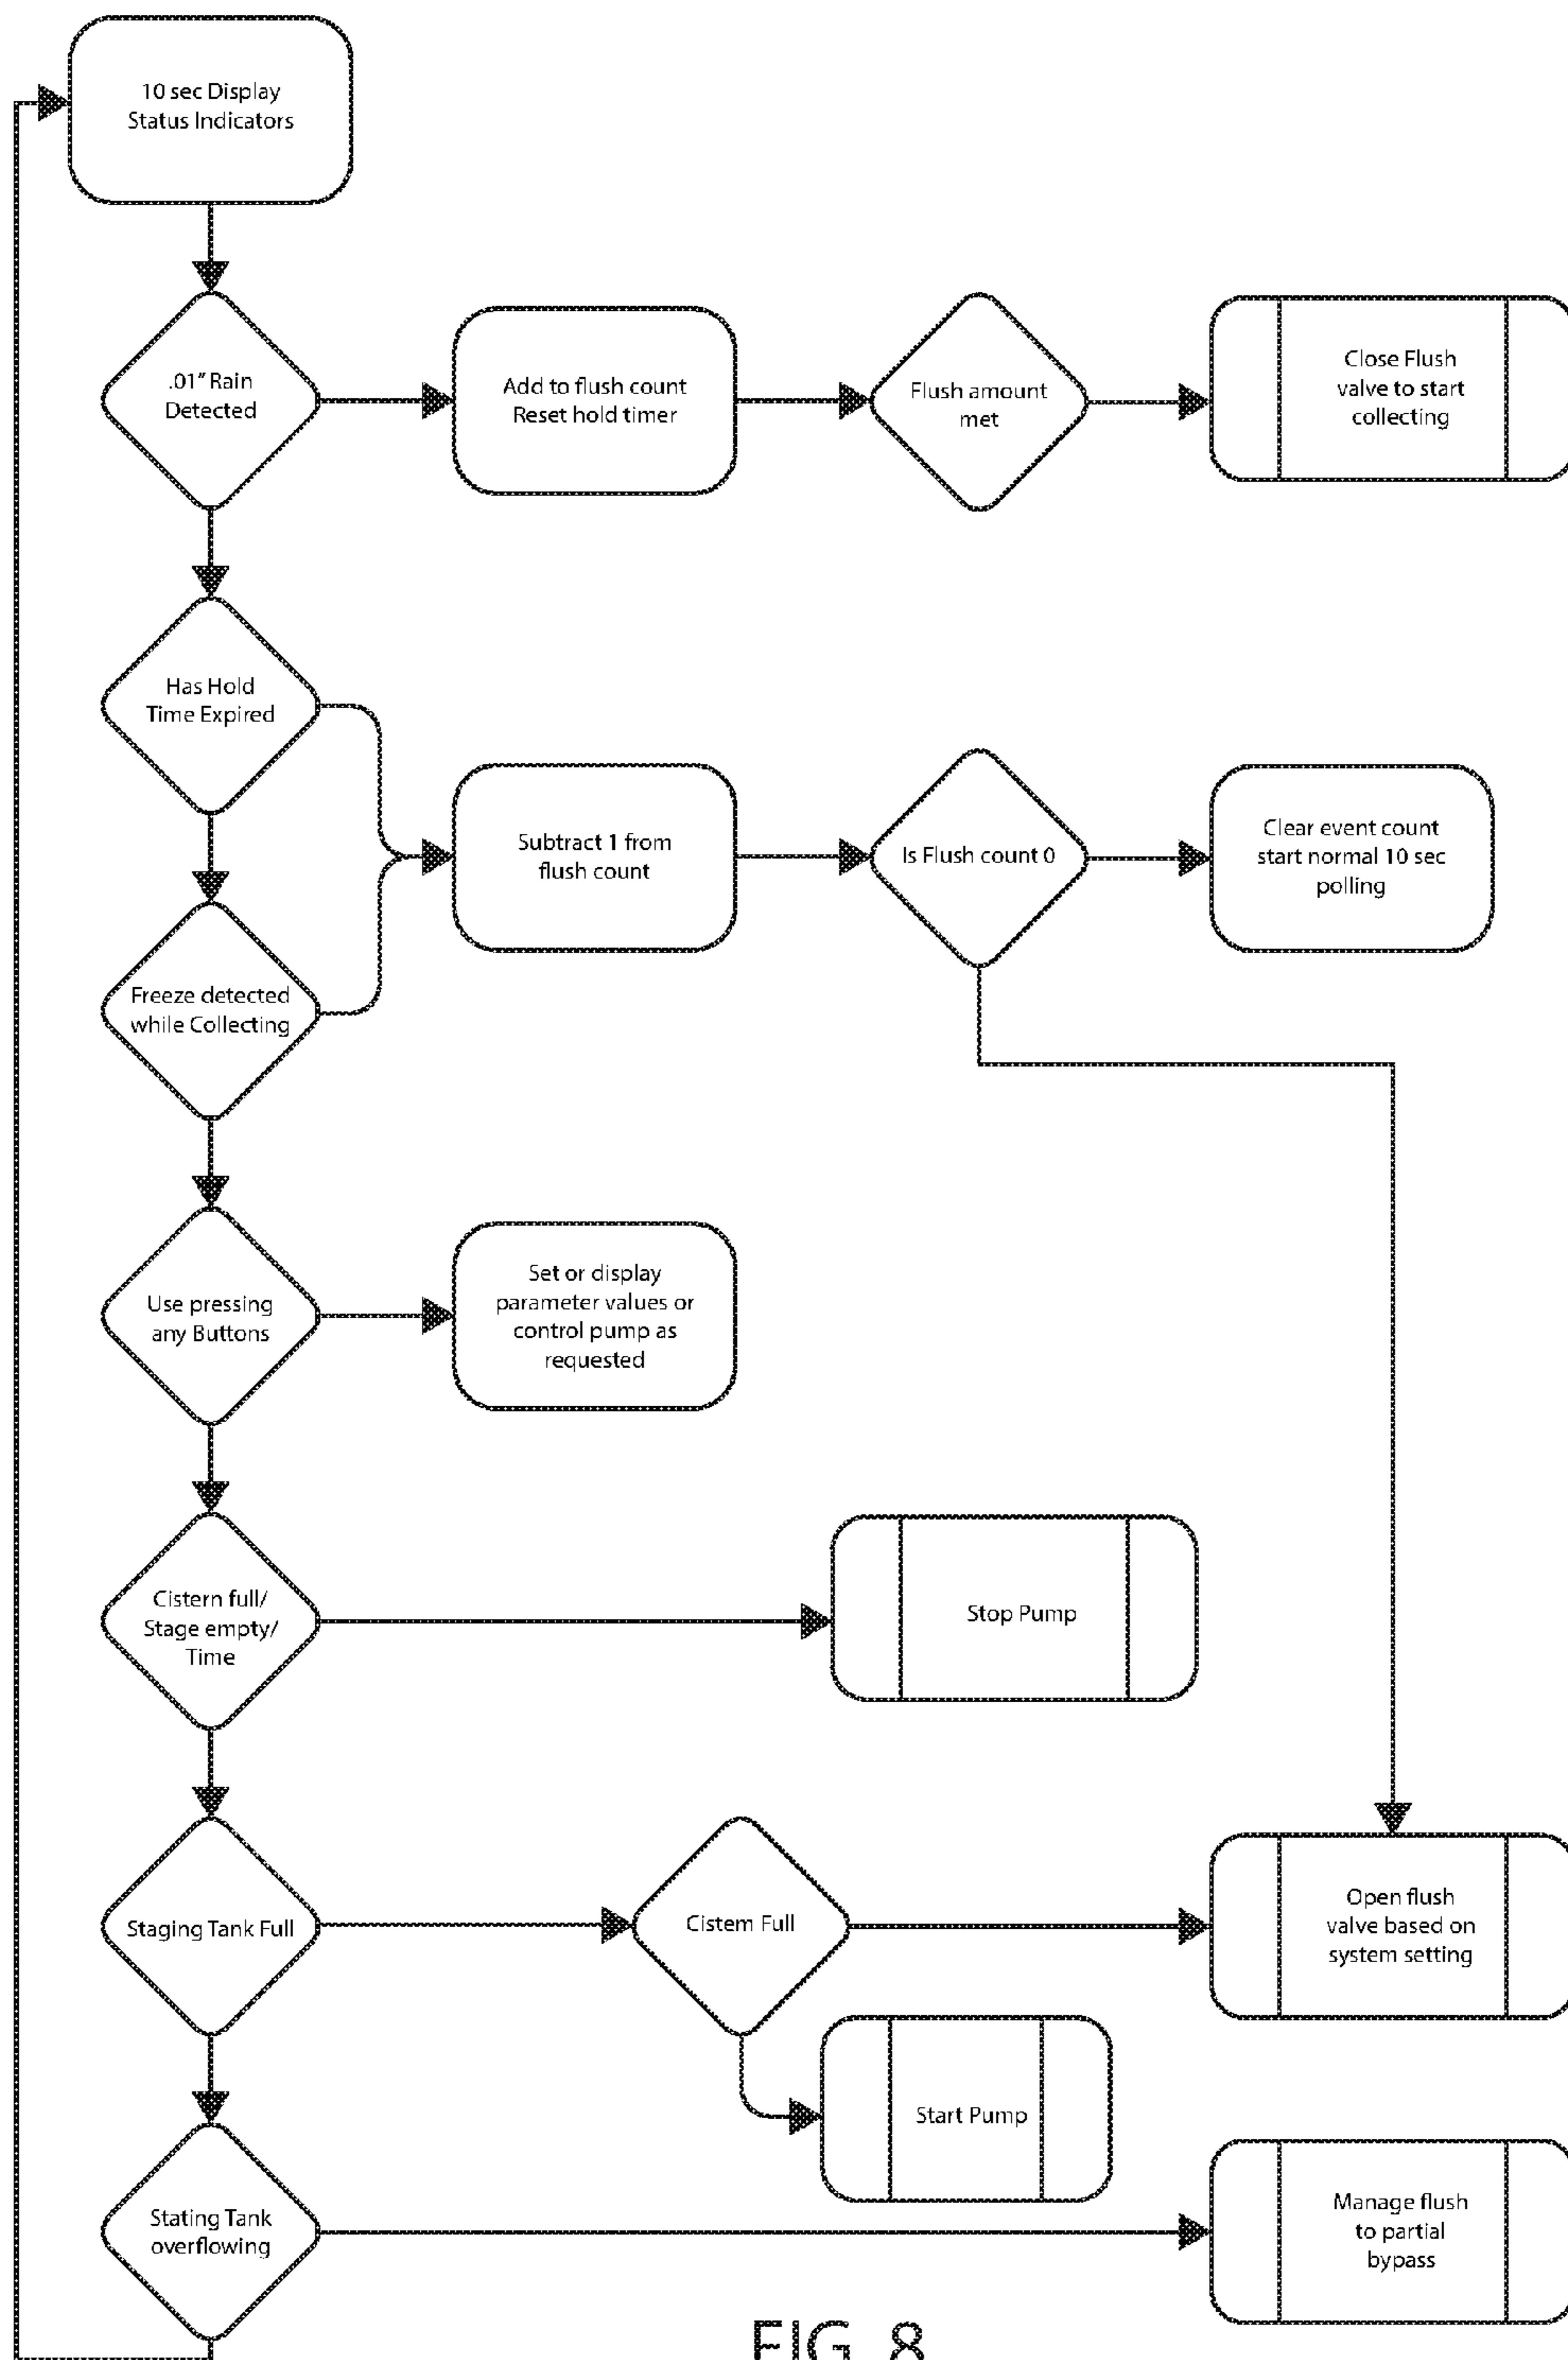 10 sec Display
Status Indicators
.01" Rain
Detected
Add to flush count
Reset hold timer
Flush amount
met
Close Flush
valve to start
collecting
Has Hold
Time Expired
Subtract 1 from
flush count
Is Flush count 0
Clear event count
start normal 10 sec
polling
Freeze detected
while Collecting
Use pressing
any Buttons
Set or display
parameter values or
control pump as
requested
Cistern full/
Stage empty/
Time
Stop Pump
Staging Tank Full
Cistem Full
Open flush
valve based on
system setting
Start Pump
Stating Tank
overflowing
Manage flush
to partial
bypass
FIG. 8